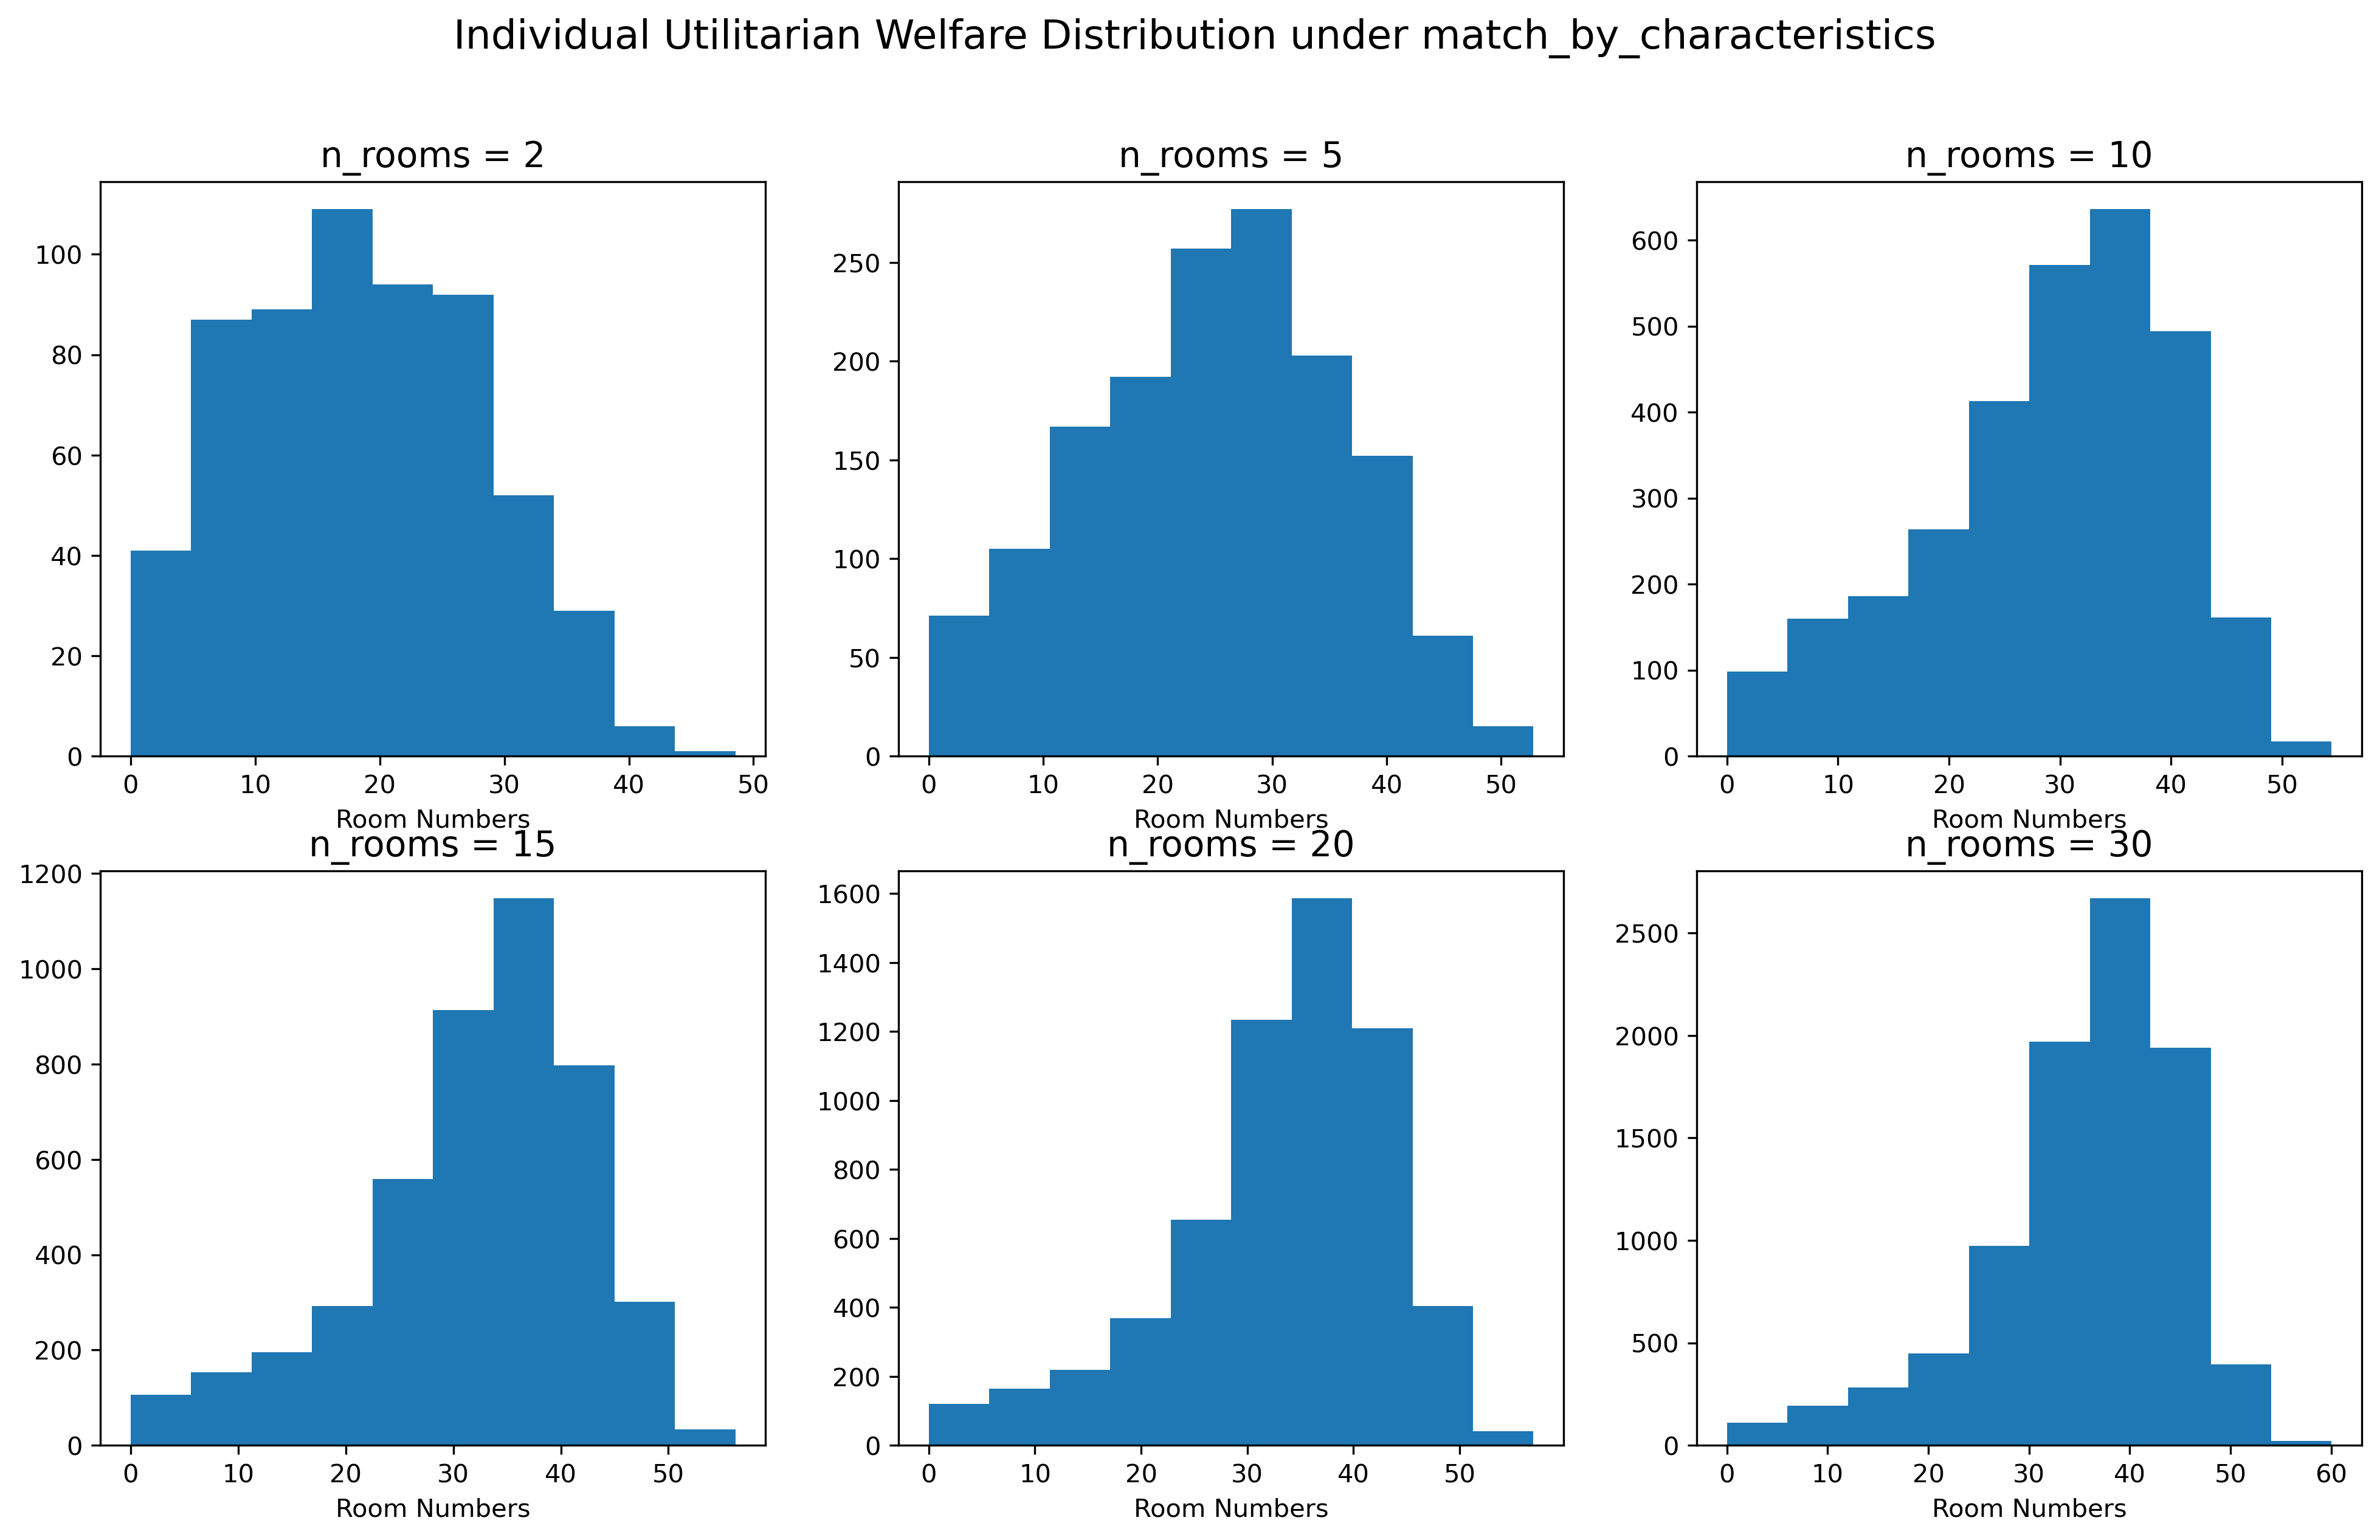 Individual Utilitarian Welfare Distribution under match_by_characteristics
n_rooms = 2
100
80
60
40
20
0
0 10 20 30 40 50
Room Numbers
n_rooms = 5
250
200
150
100
50
0
0 10 20 30 40 50
Room Numbers
n_rooms = 10
600
500
400
300
200
100
0
0 10 20 30 40 50
Room Numbers
n_rooms = 15
1200
1000
800
600
400
200
0
0 10 20 30 40 50
Room Numbers
n_rooms = 20
1600
1400
1200
1000
800
600
400
200
0
0 10 20 30 40 50
Room Numbers
n_rooms = 30
2500
2000
1500
1000
500
0
0 10 20 30 40 50 60
Room Numbers